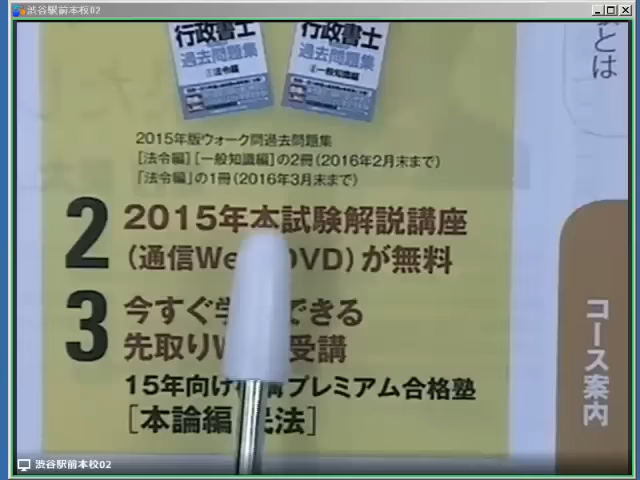 渋谷駅前本校02
行政書士
過去問題集
①法令編
行政書士
過去問題集
②一般知識編
とは
2015年版ウォーク問過去問題集
[法令編][一般知識編]の2冊(2016年2月末まで)
「法令編」の1冊(2016年3月末まで)
2 2015年本試験解説講座
(通信We DVD)が無料
3 今すぐ学 できる
先取りW 受講
15年向け 講プレミアム合格塾
[本論編 民法]
コース案内
渋谷駅前本校02